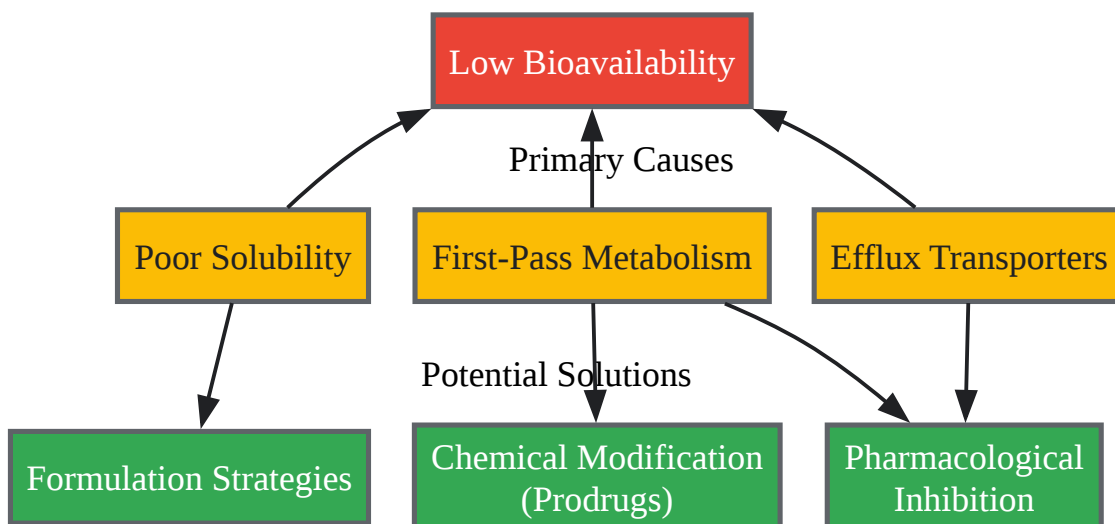 Low Bioavailability
Primary Causes
Poor Solubility
First-Pass Metabolism
Efflux Transporters
Potential Solutions
Formulation Strategies
Chemical Modification
(Prodrugs)
Pharmacological
Inhibition